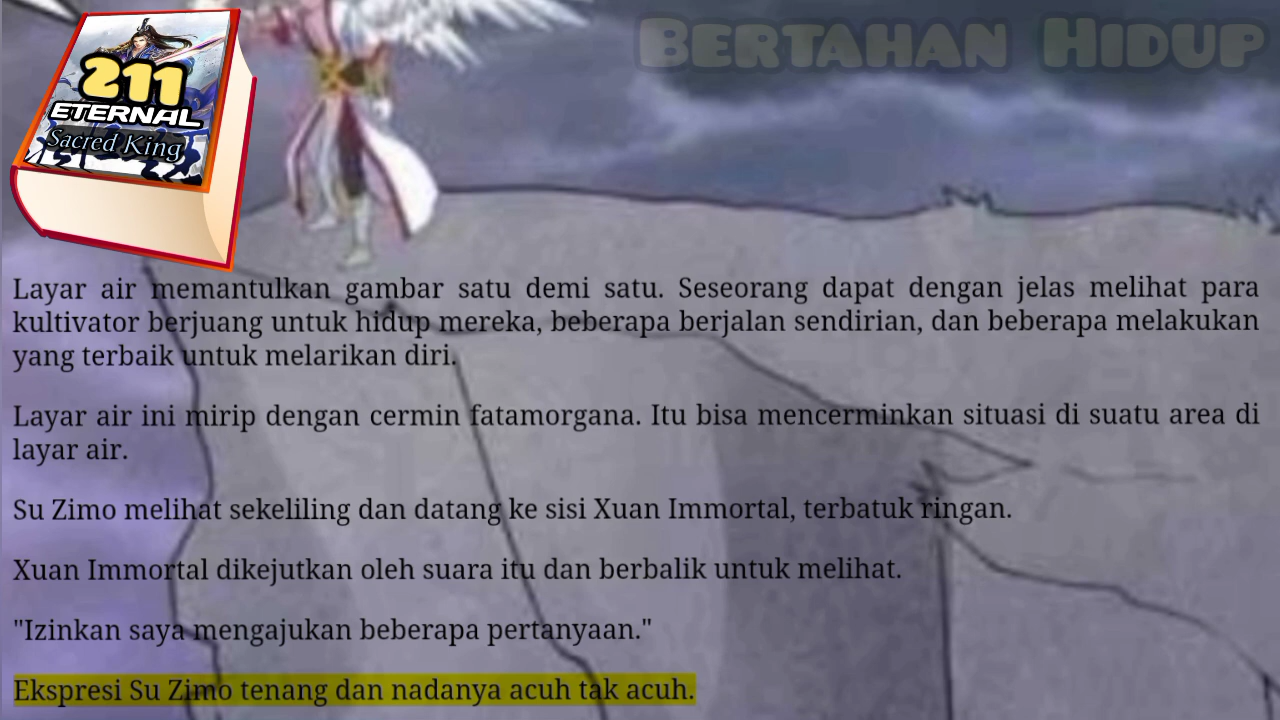 BERTAHAN HIDUP
211
ETERNAL
Sacred King
Layar air memantulkan gambar satu demi satu. Seseorang dapat dengan jelas melihat para
kultivator berjuang untuk hidup mereka, beberapa berjalan sendirian, dan beberapa melakukan
yang terbaik untuk melarikan diri.
Layar air ini mirip dengan cermin fatamorgana. Itu bisa mencerminkan situasi di suatu area di
layar air.
Su Zimo melihat sekeliling dan datang ke sisi Xuan Immortal, terbatuk ringan.
Xuan Immortal dikejutkan oleh suara itu dan berbalik untuk melihat.
"Izinkan saya mengajukan beberapa pertanyaan."
Ekspresi Su Zimo tenang dan nadanya acuh tak acuh.